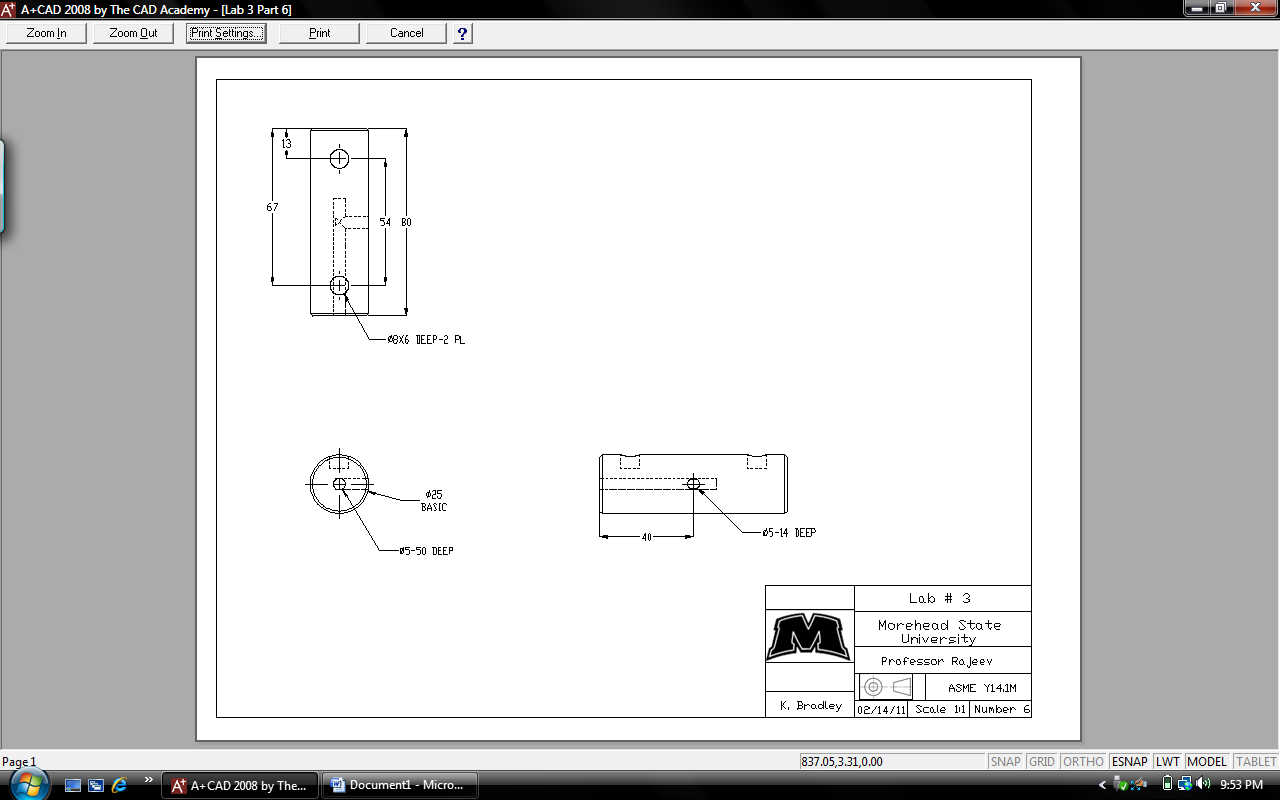 A+CAD 2008 by The CAD Academy - [Lab 3 Part 6]
Zoom In Zoom Out Print Settings... Print Cancel ?
13
67
54 80
Ø8X6 DEEP-2 PL
Ø25
BASIC
Ø5-50 DEEP
40
Ø5-14 DEEP
Lab # 3
M
Morehead State
University
Professor Rajeev
ASME Y14.1M
K. Bradley
02/14/11 Scale 1:1 Number 6
Page 1
837.05,3.31,0.00 SNAP GRID ORTHO ESNAP LWT MODEL TABLET
» A+CAD 2008 by The... Document1 - Micro... < 9:53 PM